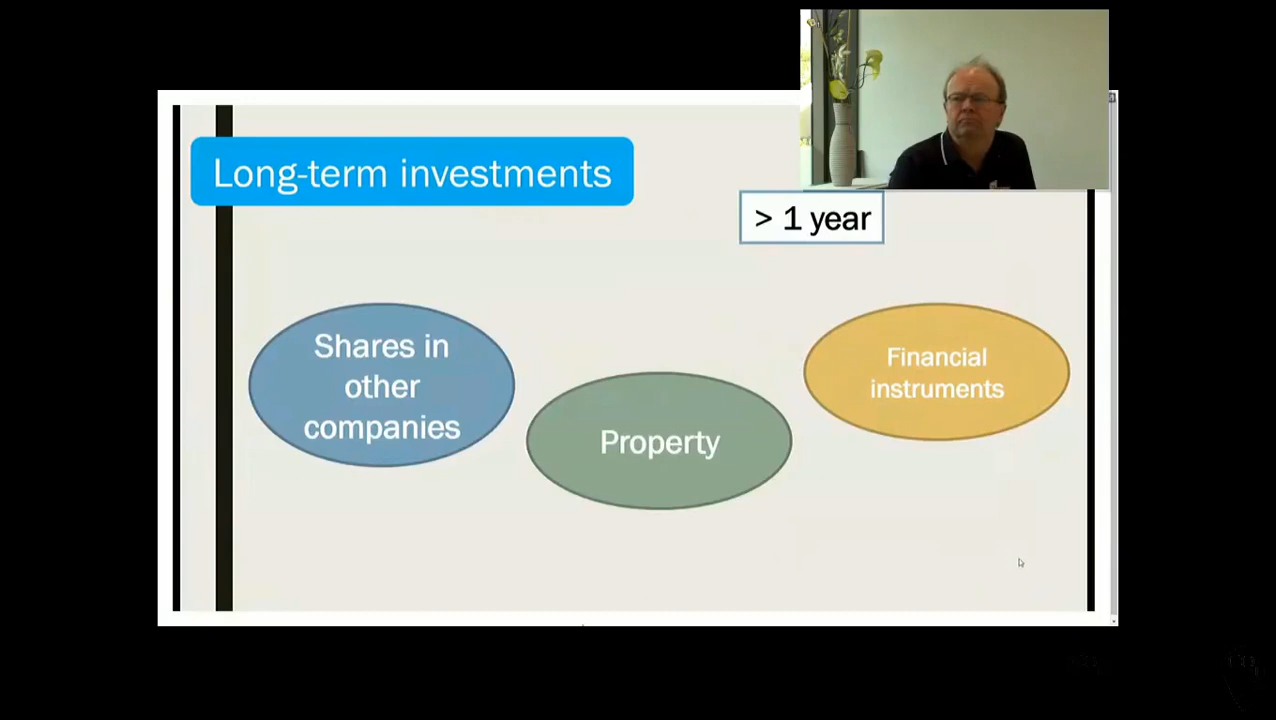 Long-term investments
> 1 year
Shares in
other
companies
Property
Financial
instruments